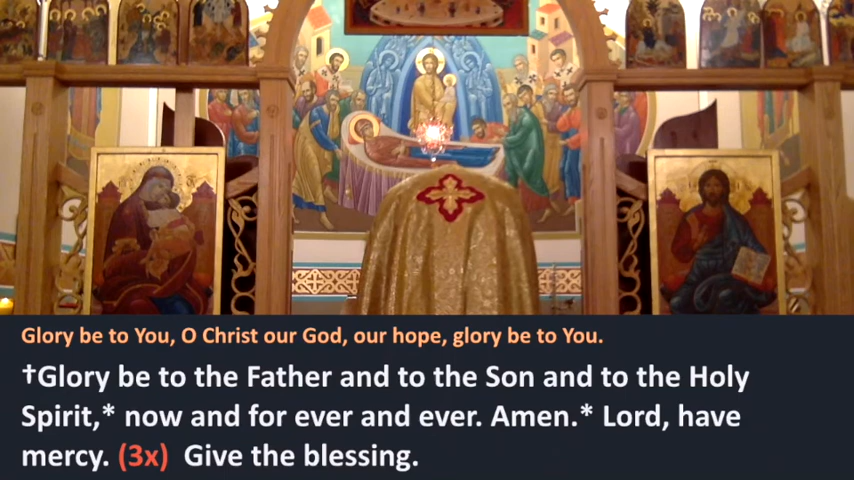 Glory be to You, O Christ our God, our hope, glory be to You.
†Glory be to the Father and to the Son and to the Holy
Spirit,* now and for ever and ever. Amen.* Lord, have
mercy. (3x) Give the blessing.